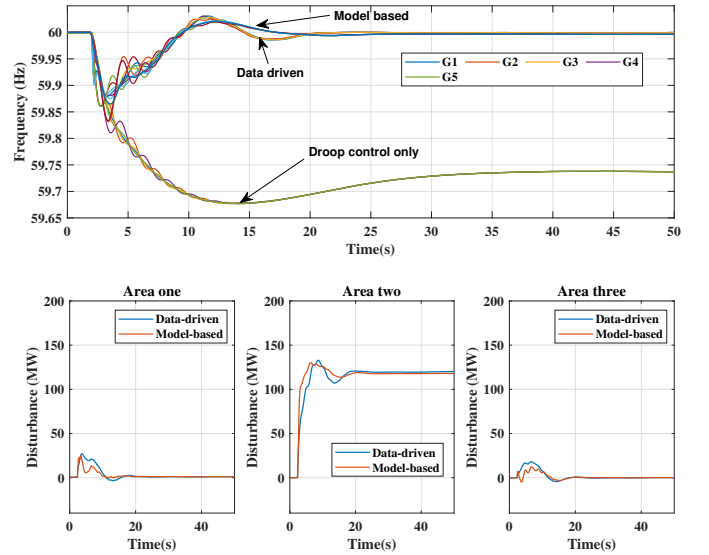 Frequency (Hz)
60
59.95
59.9
59.85
59.8
59.75
59.7
59.65
Model based
Data driven
Droop control only
G1 G2 G3 G4
G5
0 5 10 15 20 25 30 35 40 45 50
Time(s)
Area one
Disturbance (MW)
200
150
100
50
0
Data-driven
Model-based
0 20 40
Time(s)
Area two
Disturbance (MW)
200
150
100
50
0
Data-driven
Model-based
0 20 40
Time(s)
Area three
Disturbance (MW)
200
150
100
50
0
Data-driven
Model-based
0 20 40
Time(s)